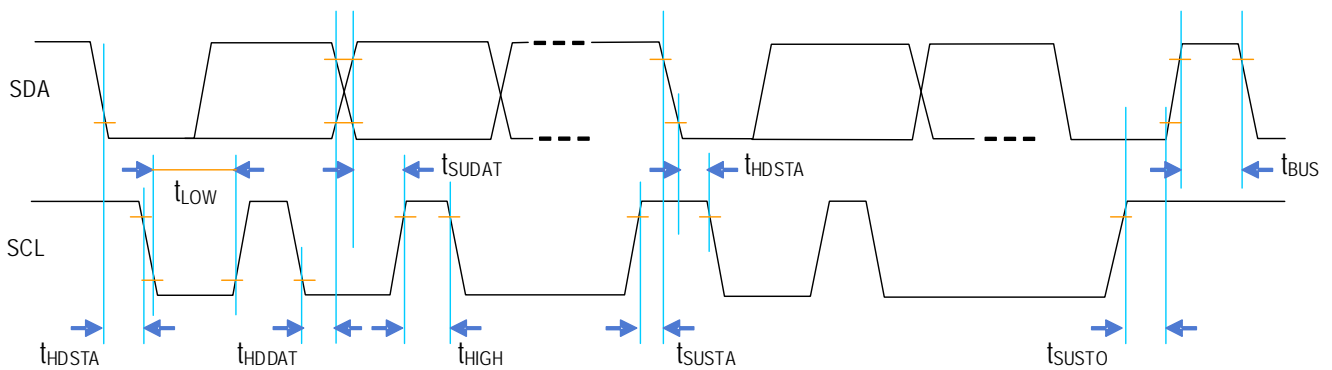 SDA
tSUDAT
tHDSTA
tBUS
tLOW
SCL
tHDSTA
tHDDAT
tHIGH
tSUSTA
tSUSTO